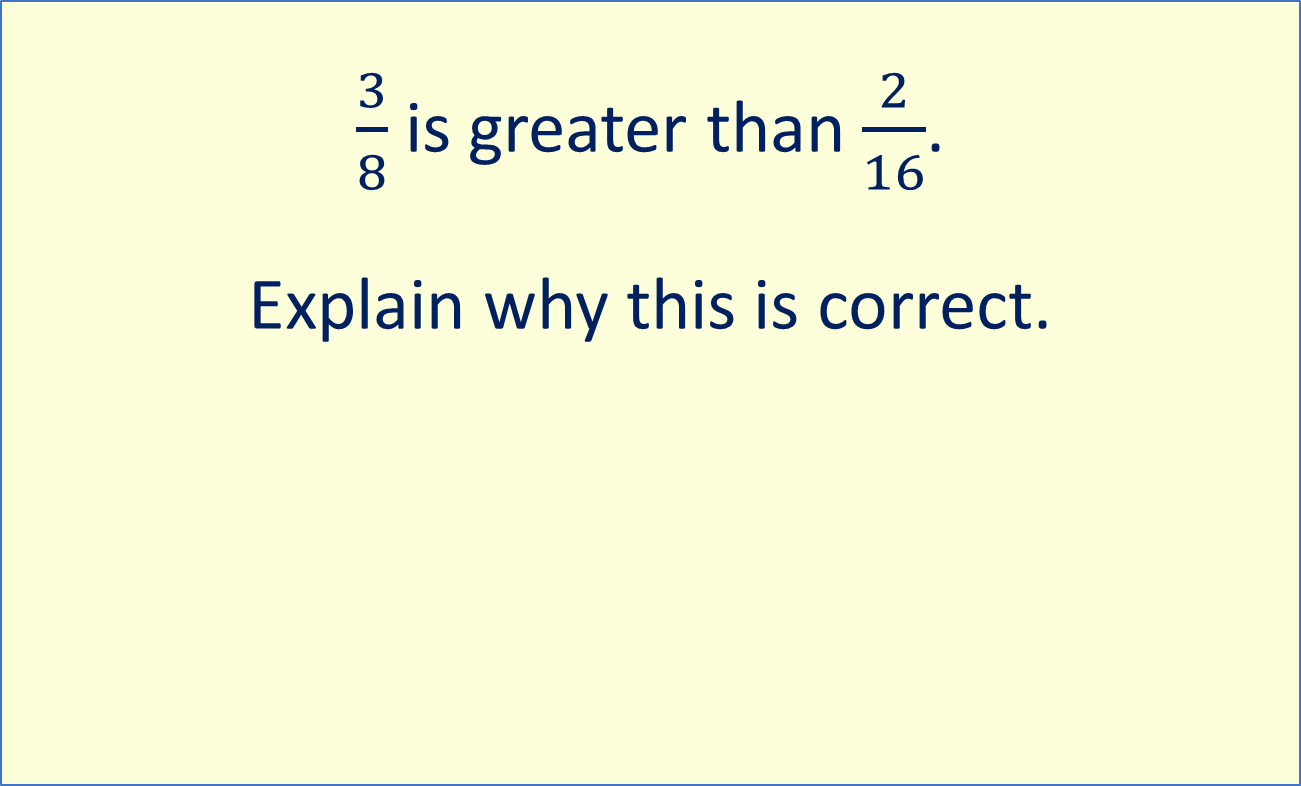 3/8 is greater than 2/16.
Explain why this is correct.